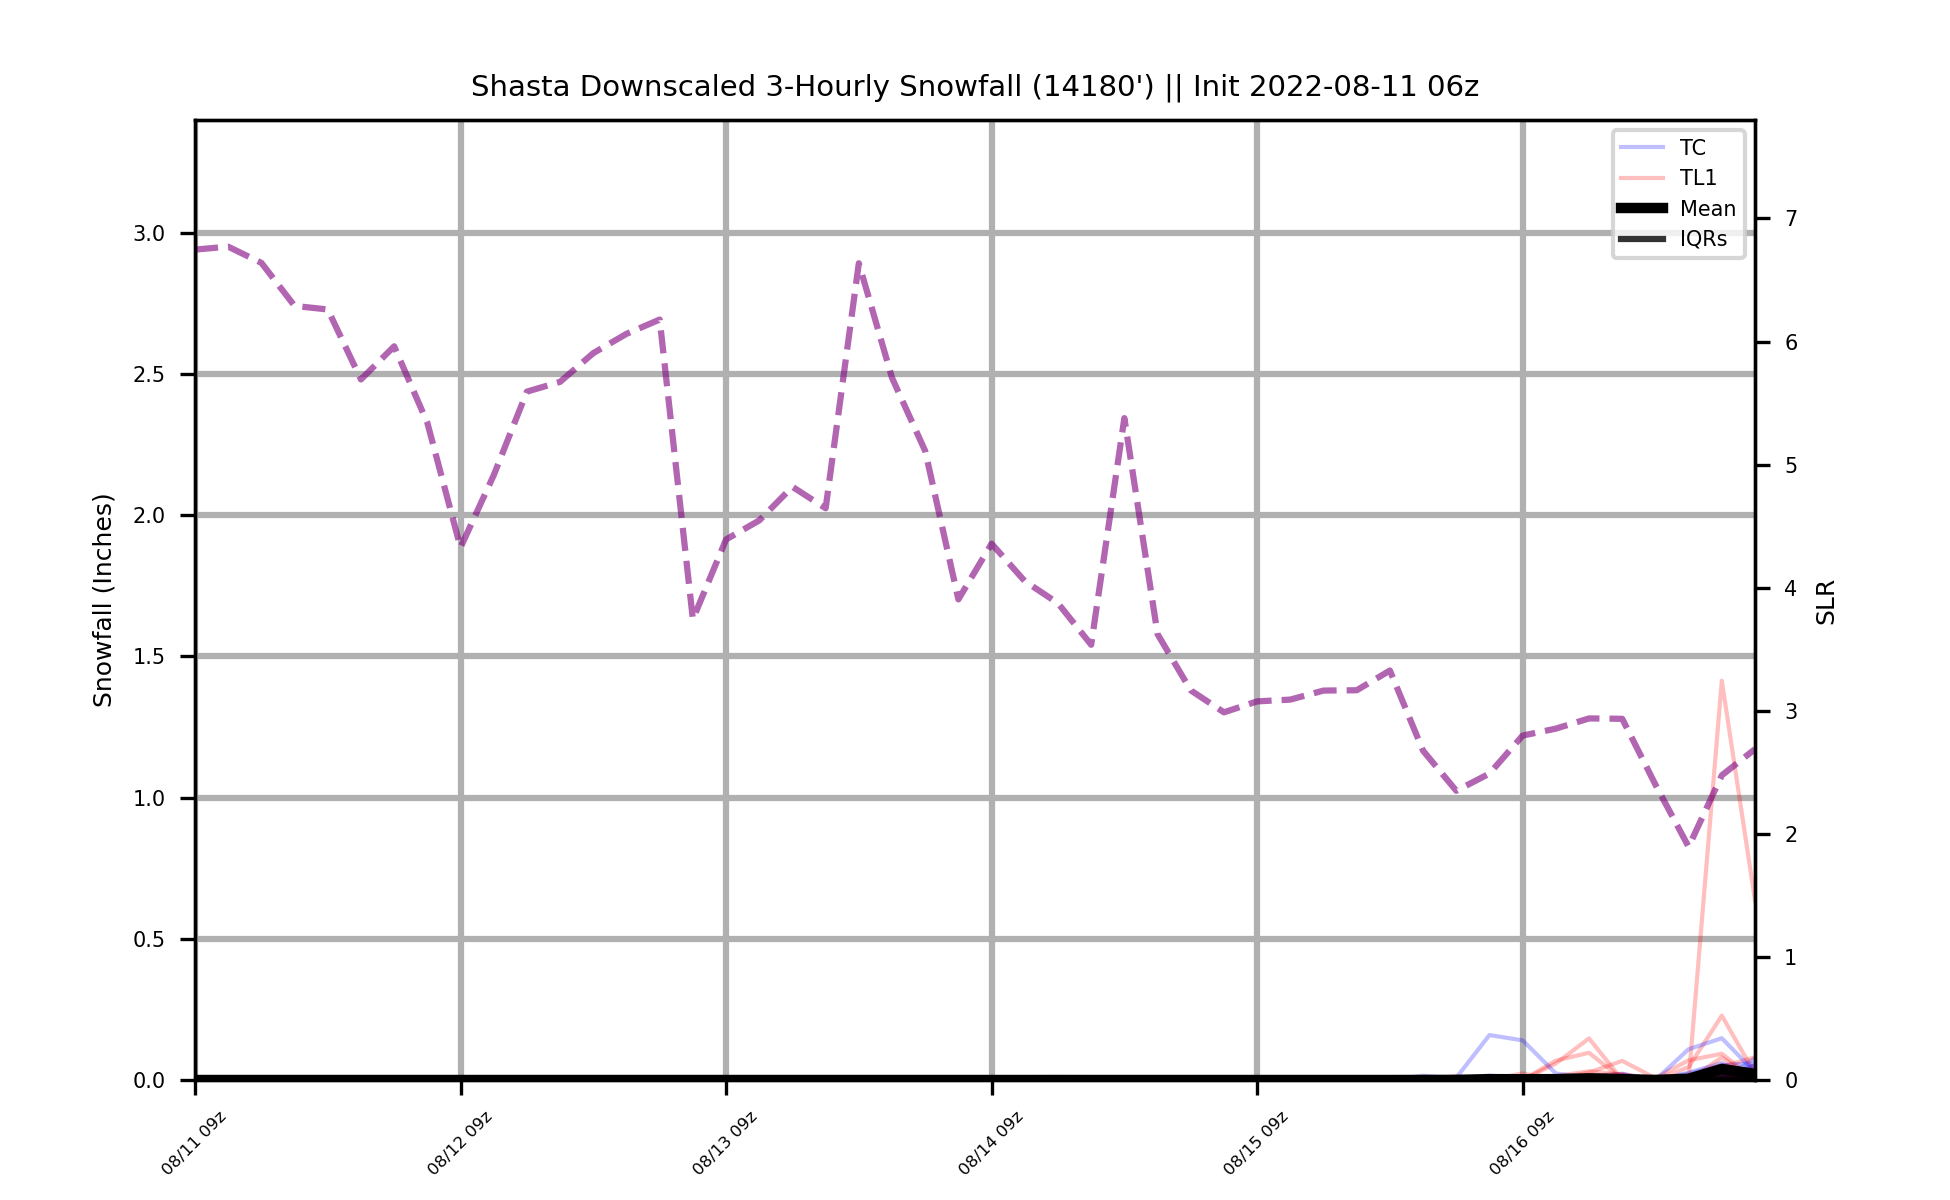 Shasta Downscaled 3-Hourly Snowfall (14180') || Init 2022-08-11 06z
TC
TL1
Mean
IQRs
Snowfall (Inches)
3.0
2.5
2.0
1.5
1.0
0.5
0.0
7
6
5
4
3
2
1
0
SLR
08/11 09z
08/12 09z
08/13 09z
08/14 09z
08/15 09z
08/16 09z